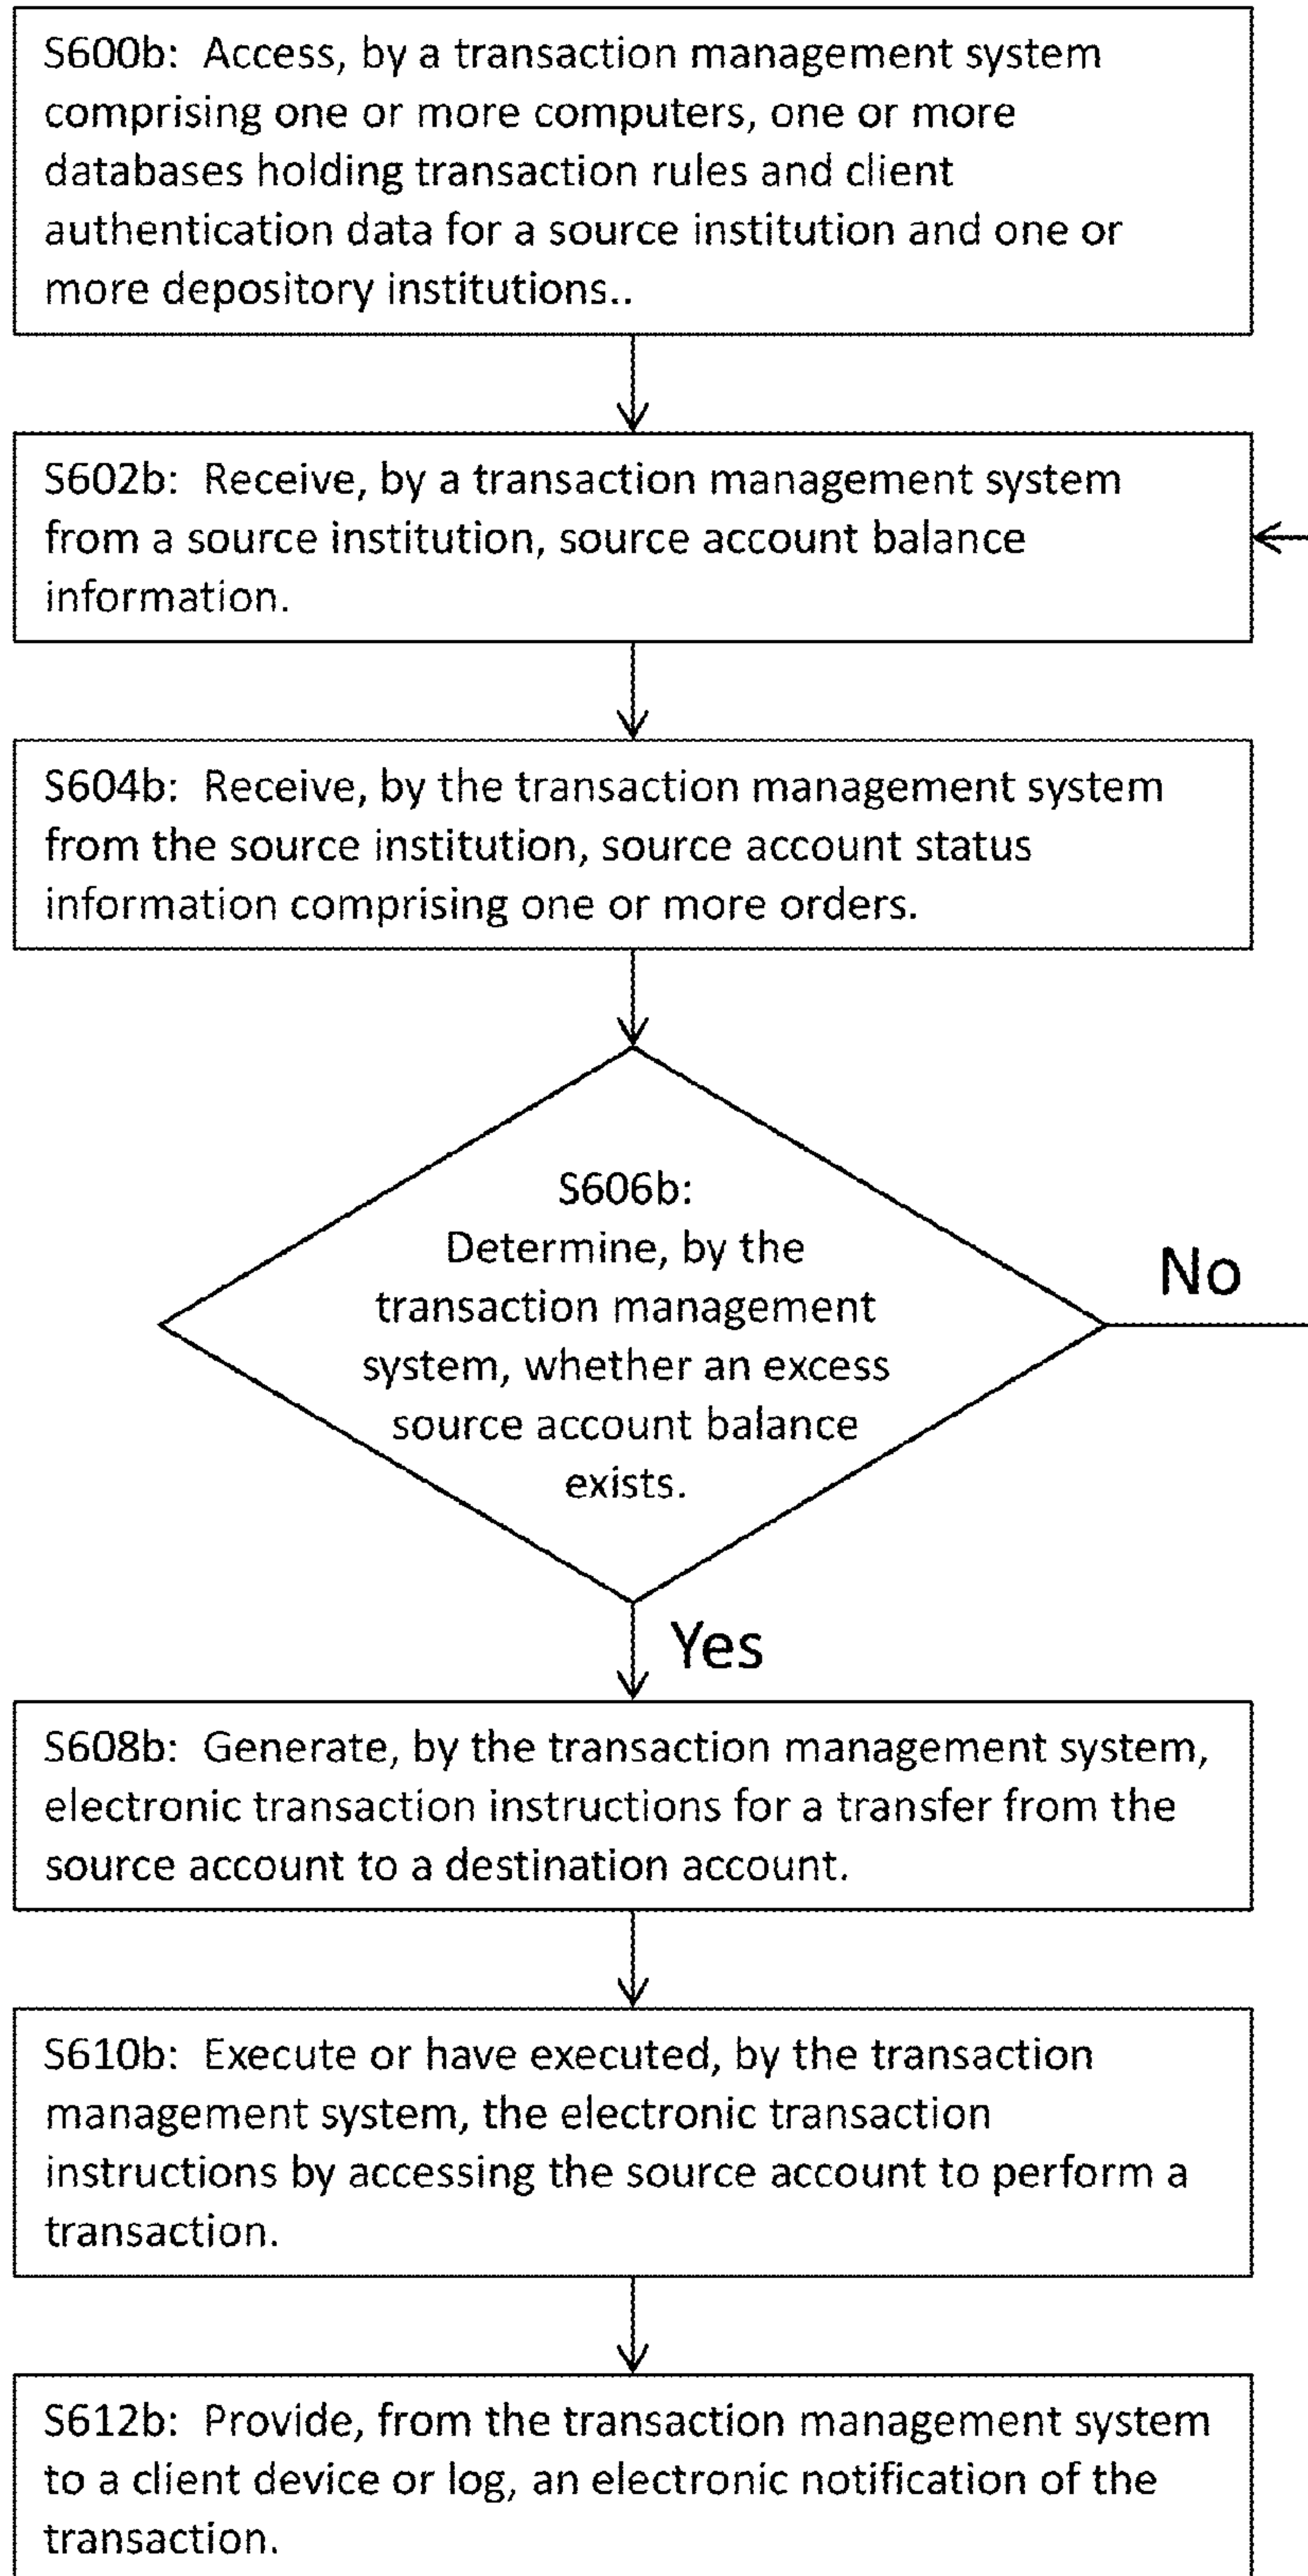 S600b:  Access, by a transaction management system
comprising one or more computers, one or more
databases holding transaction rules and client
authentication data for a source institution and one or
more depository institutions..
S602b:  Receive, by a transaction management system
from a source institution, source account balance
information.
S604b:  Receive, by the transaction management system
from the source institution, source account status
information comprising one or more orders.
S606b:
Determine, by the
transaction management
system, whether an excess
source account balance
exists.
No
Yes
S608b:  Generate, by the transaction management system,
electronic transaction instructions for a transfer from the
source account to a destination account.
S610b:  Execute or have executed, by the transaction
management system, the electronic transaction
instructions by accessing the source account to perform a
transaction.
S612b:  Provide, from the transaction management system
to a client device or log, an electronic notification of the
transaction.